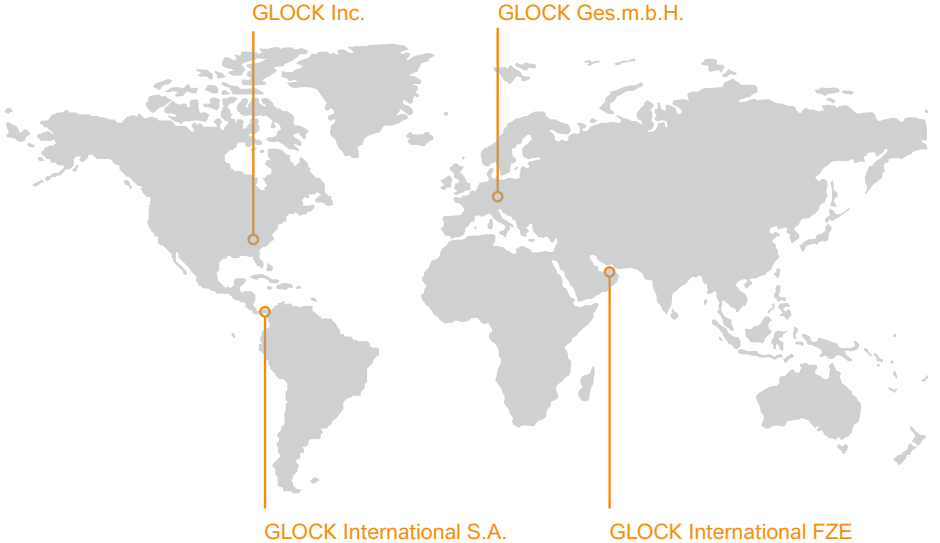 GLOCK Inc.
GLOCK Ges.m.b.H.
GLOCK International S.A.
GLOCK International FZE